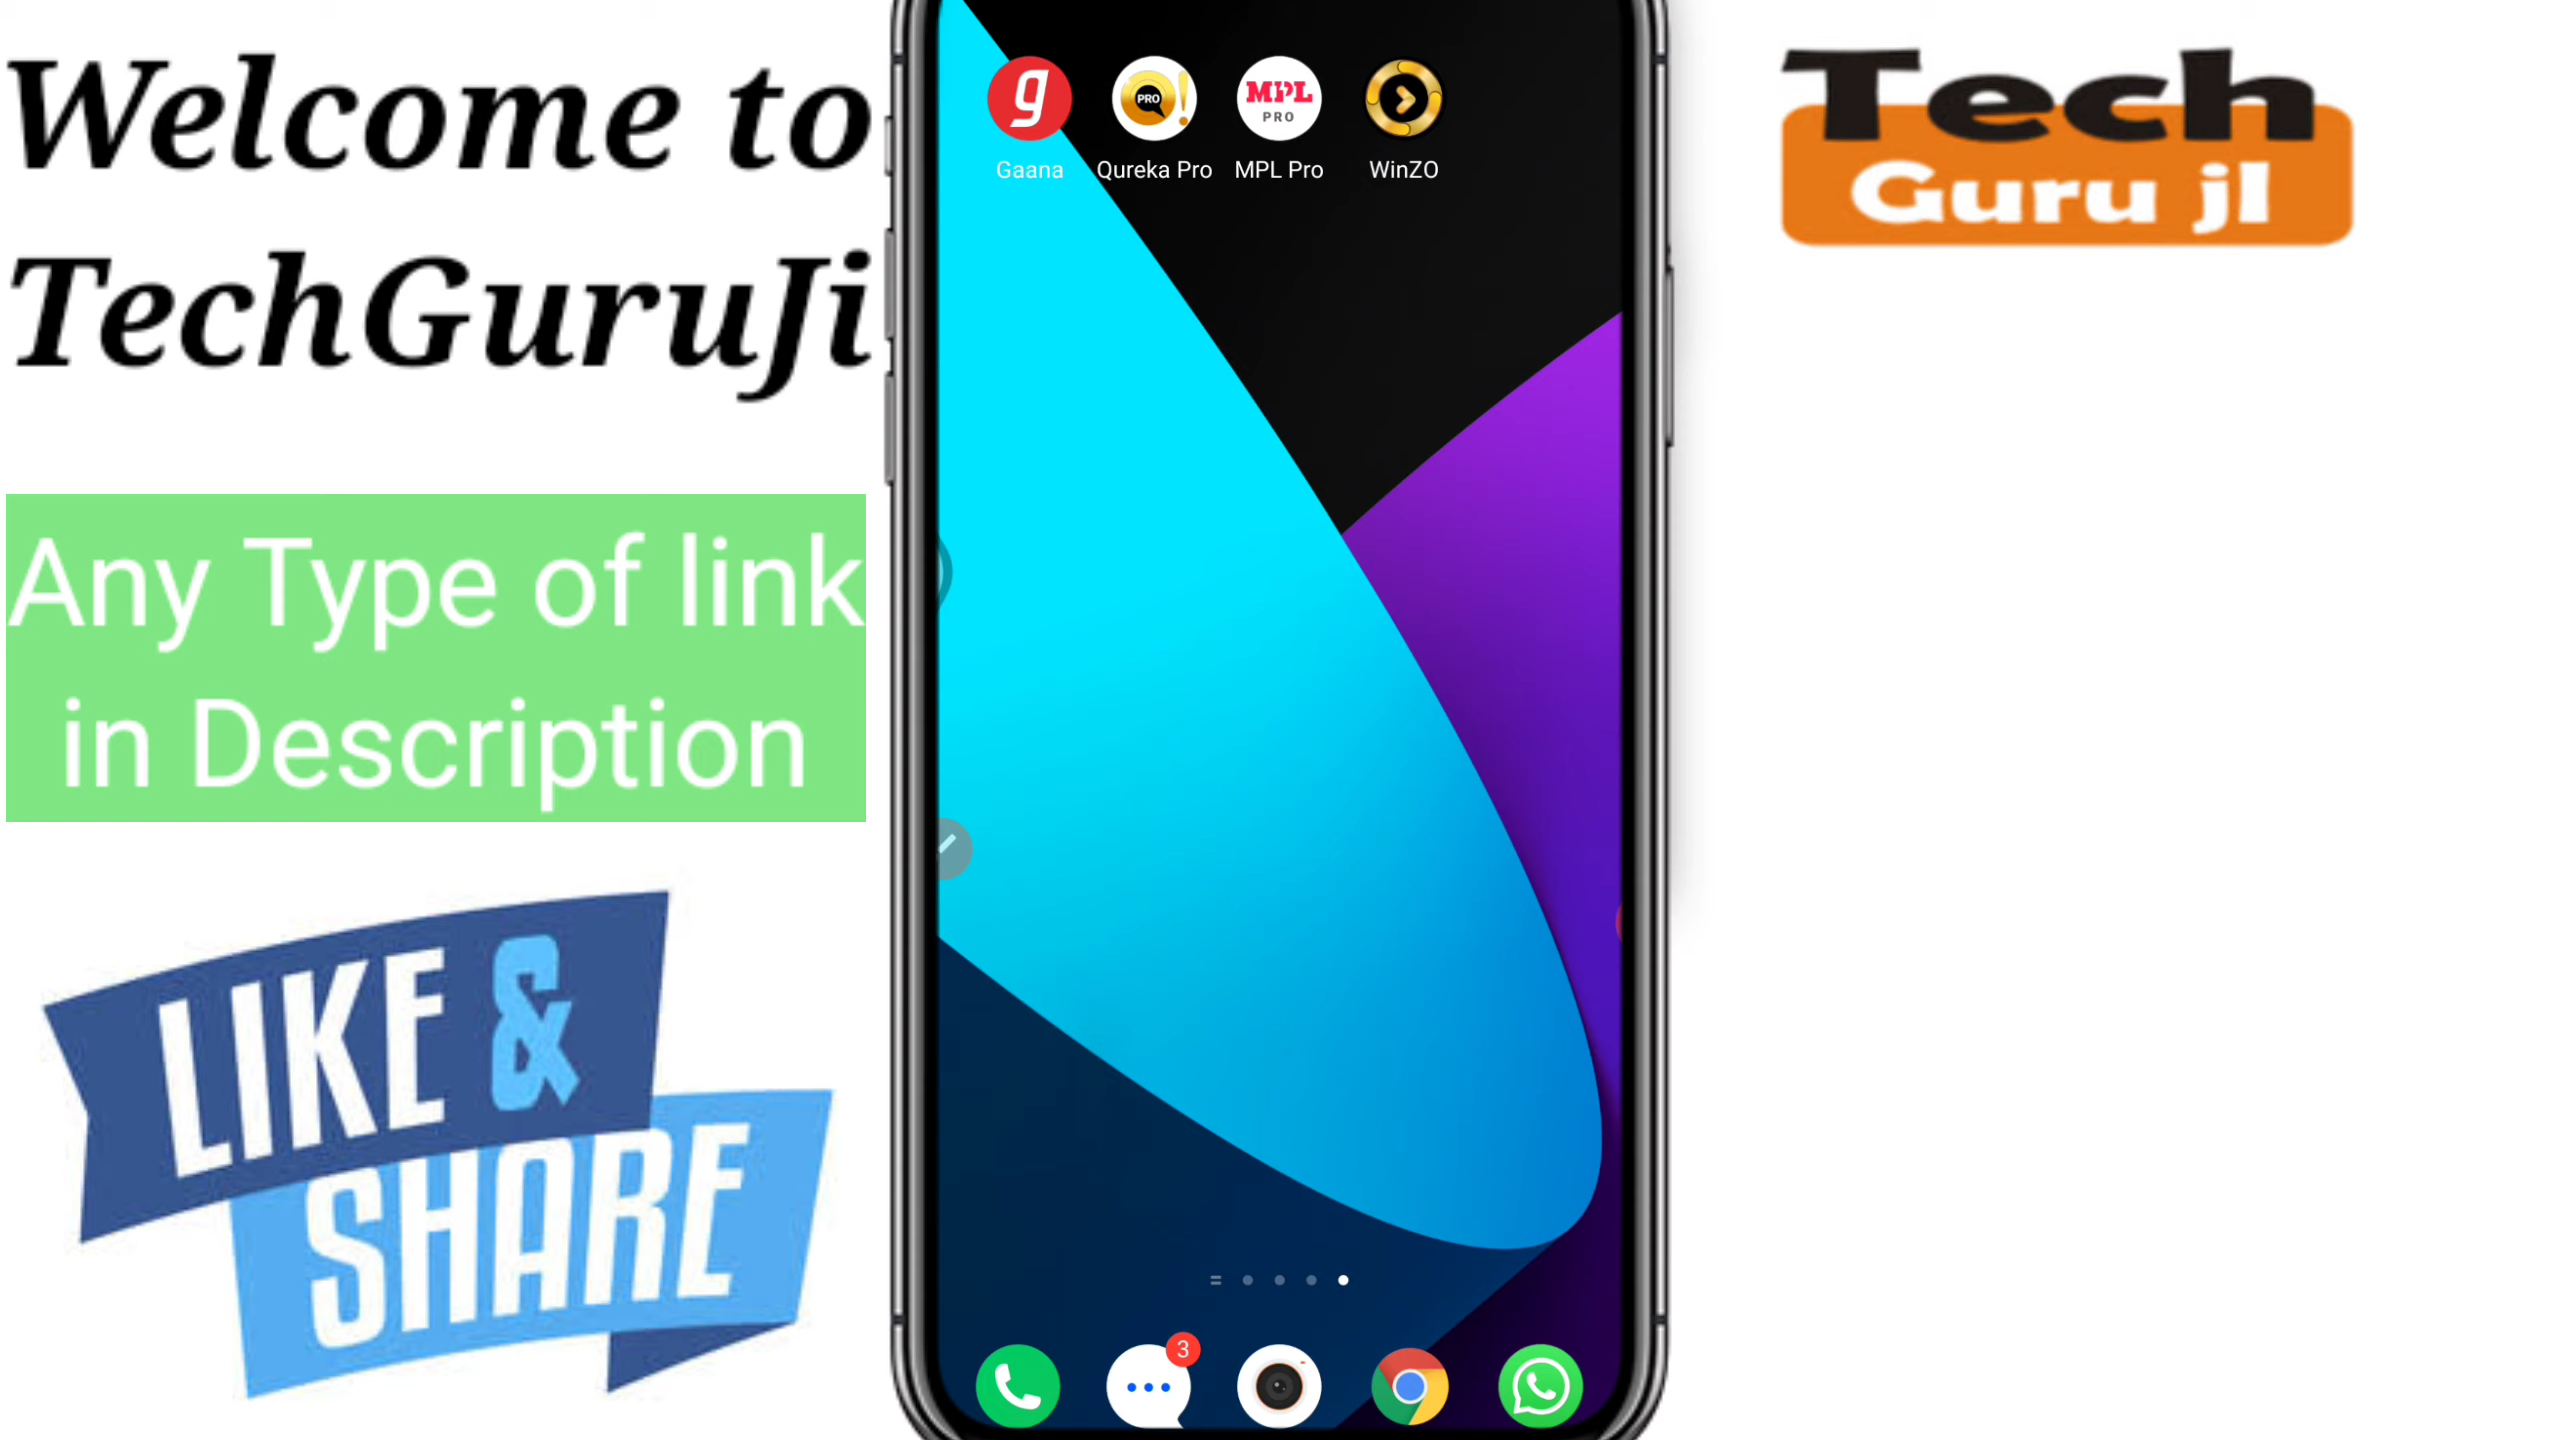 Welcome to
TechGuruJi
Any Type of link
in Description
LIKE &
SHARE
g
PRO
MPL
PRO
Gaana
Qureka Pro
MPL Pro
WinZO
3
Tech
Guru jI